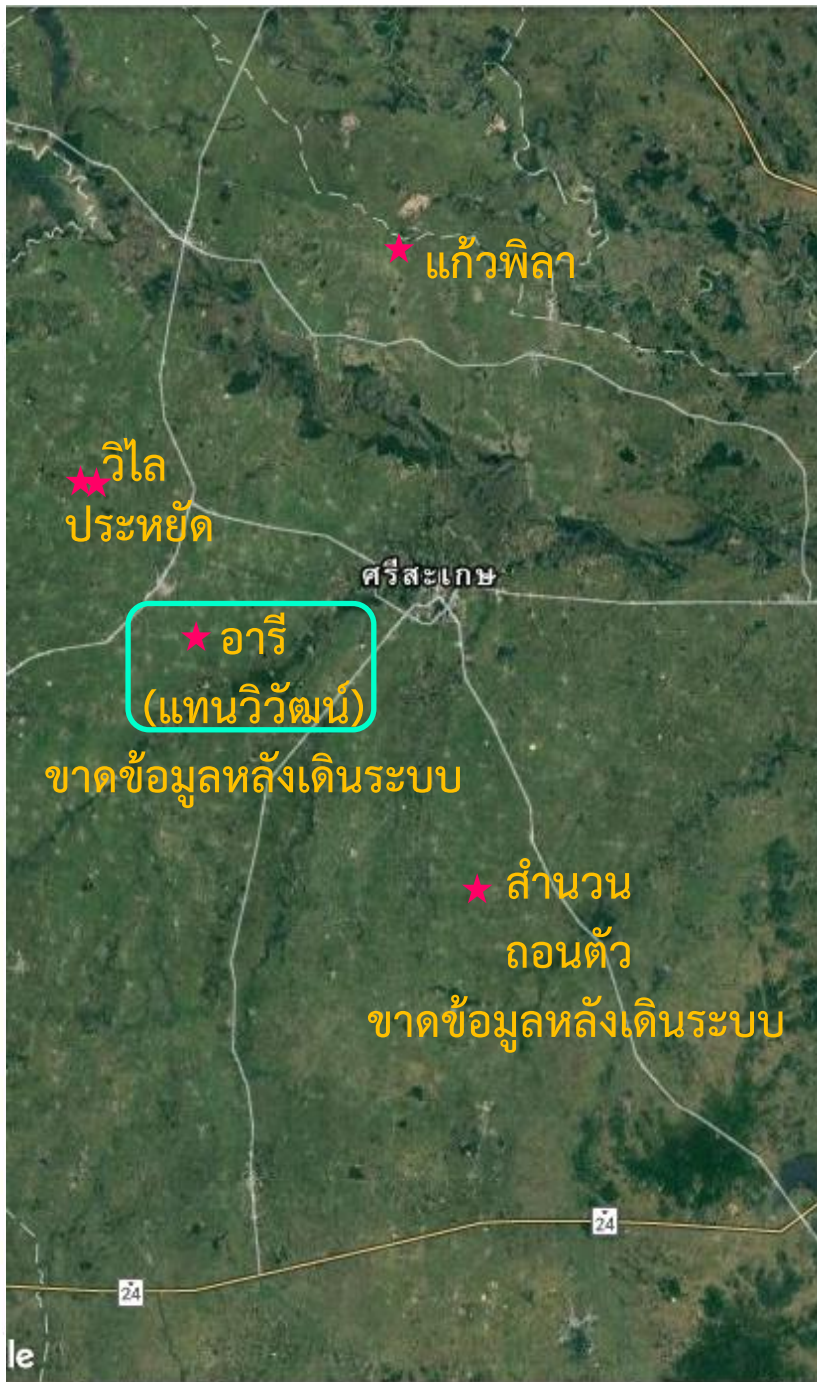 แก้วพิลา
วิไล
ประหยัด
ศรีสะเกษ
อารี
(แทนวิวัฒน์)
ขาดข้อมูลหลังเดินระบบ
สำนวน
ถอนตัว
ขาดข้อมูลหลังเดินระบบ
24
24
le